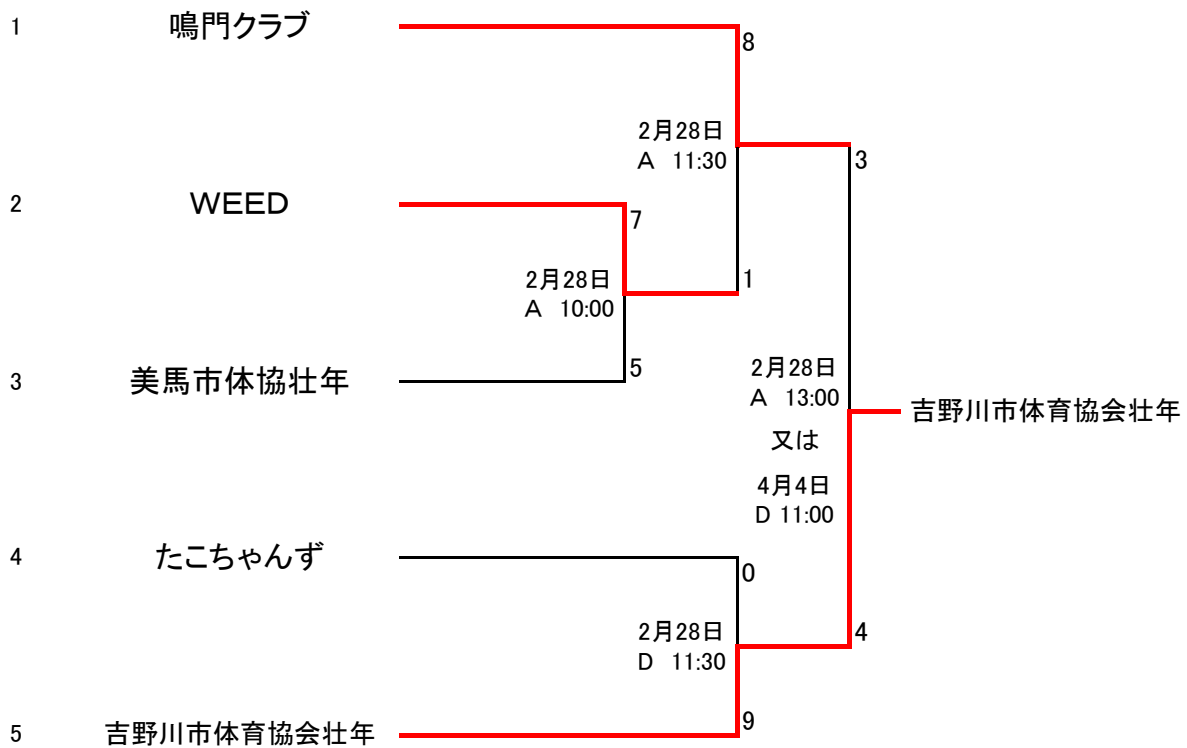 1 鳴門クラブ
8
2月28日
A 11:30
3
2 WEED
7
2月28日
A 10:00
1
3 美馬市体協壮年
5
2月28日
A 13:00
又は
4月4日
D 11:00
吉野川市体育協会壮年
4 たこちゃんず
0
2月28日
D 11:30
4
5 吉野川市体育協会壮年
9